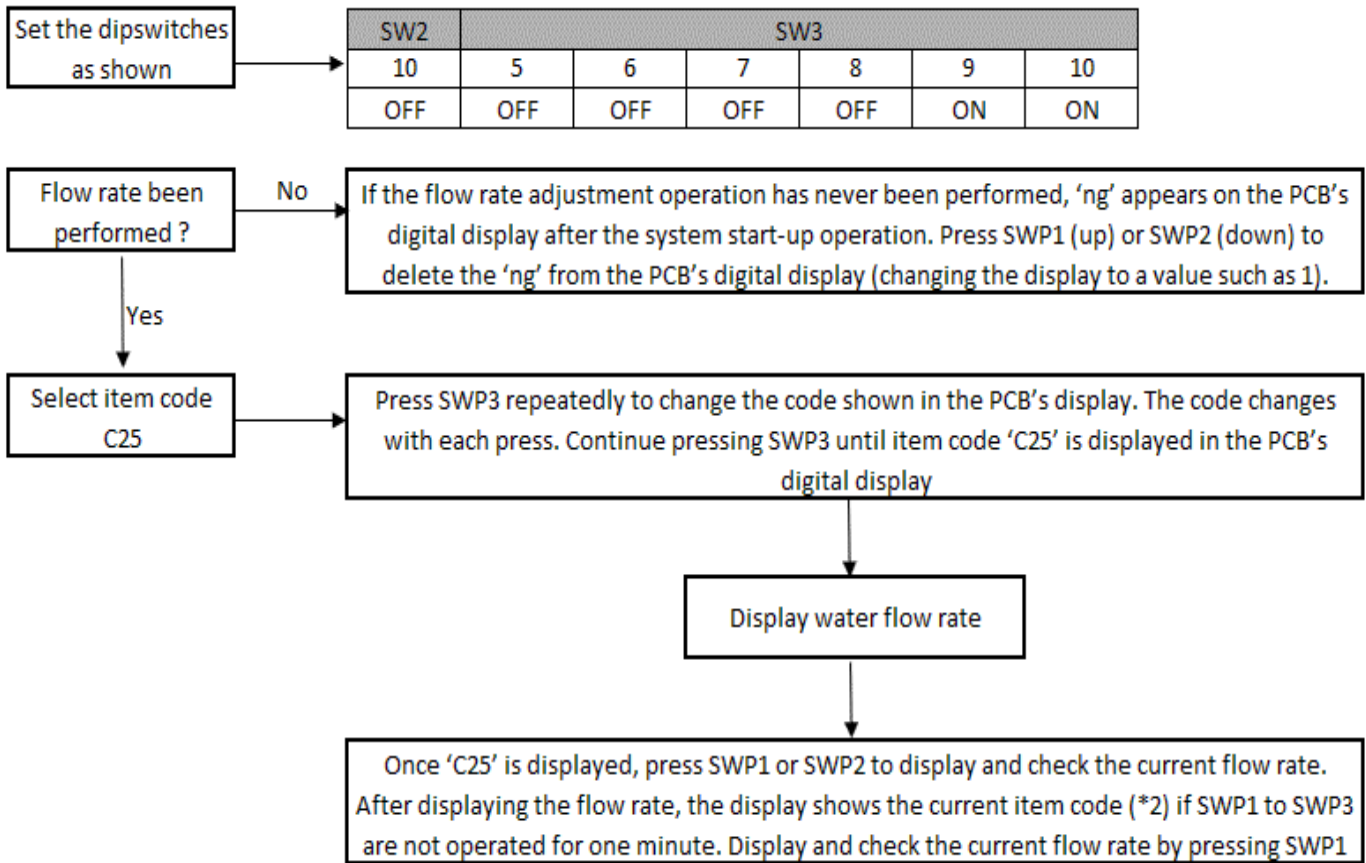 Set the dipswitches
as shown
SW2 SW3
10 5 6 7 8 9 10
OFF OFF OFF OFF OFF ON ON
Flow rate been
performed ?
No
If the flow rate adjustment operation has never been performed, ‘ng’ appears on the PCB’s
digital display after the system start-up operation. Press SWP1 (up) or SWP2 (down) to
delete the ‘ng’ from the PCB’s digital display (changing the display to a value such as 1).
Yes
Select item code
C25
Press SWP3 repeatedly to change the code shown in the PCB’s display. The code changes
with each press. Continue pressing SWP3 until item code ‘C25’ is displayed in the PCB’s
digital display
Display water flow rate
Once ‘C25’ is displayed, press SWP1 or SWP2 to display and check the current flow rate.
After displaying the flow rate, the display shows the current item code (*2) if SWP1 to SWP3
are not operated for one minute. Display and check the current flow rate by pressing SWP1